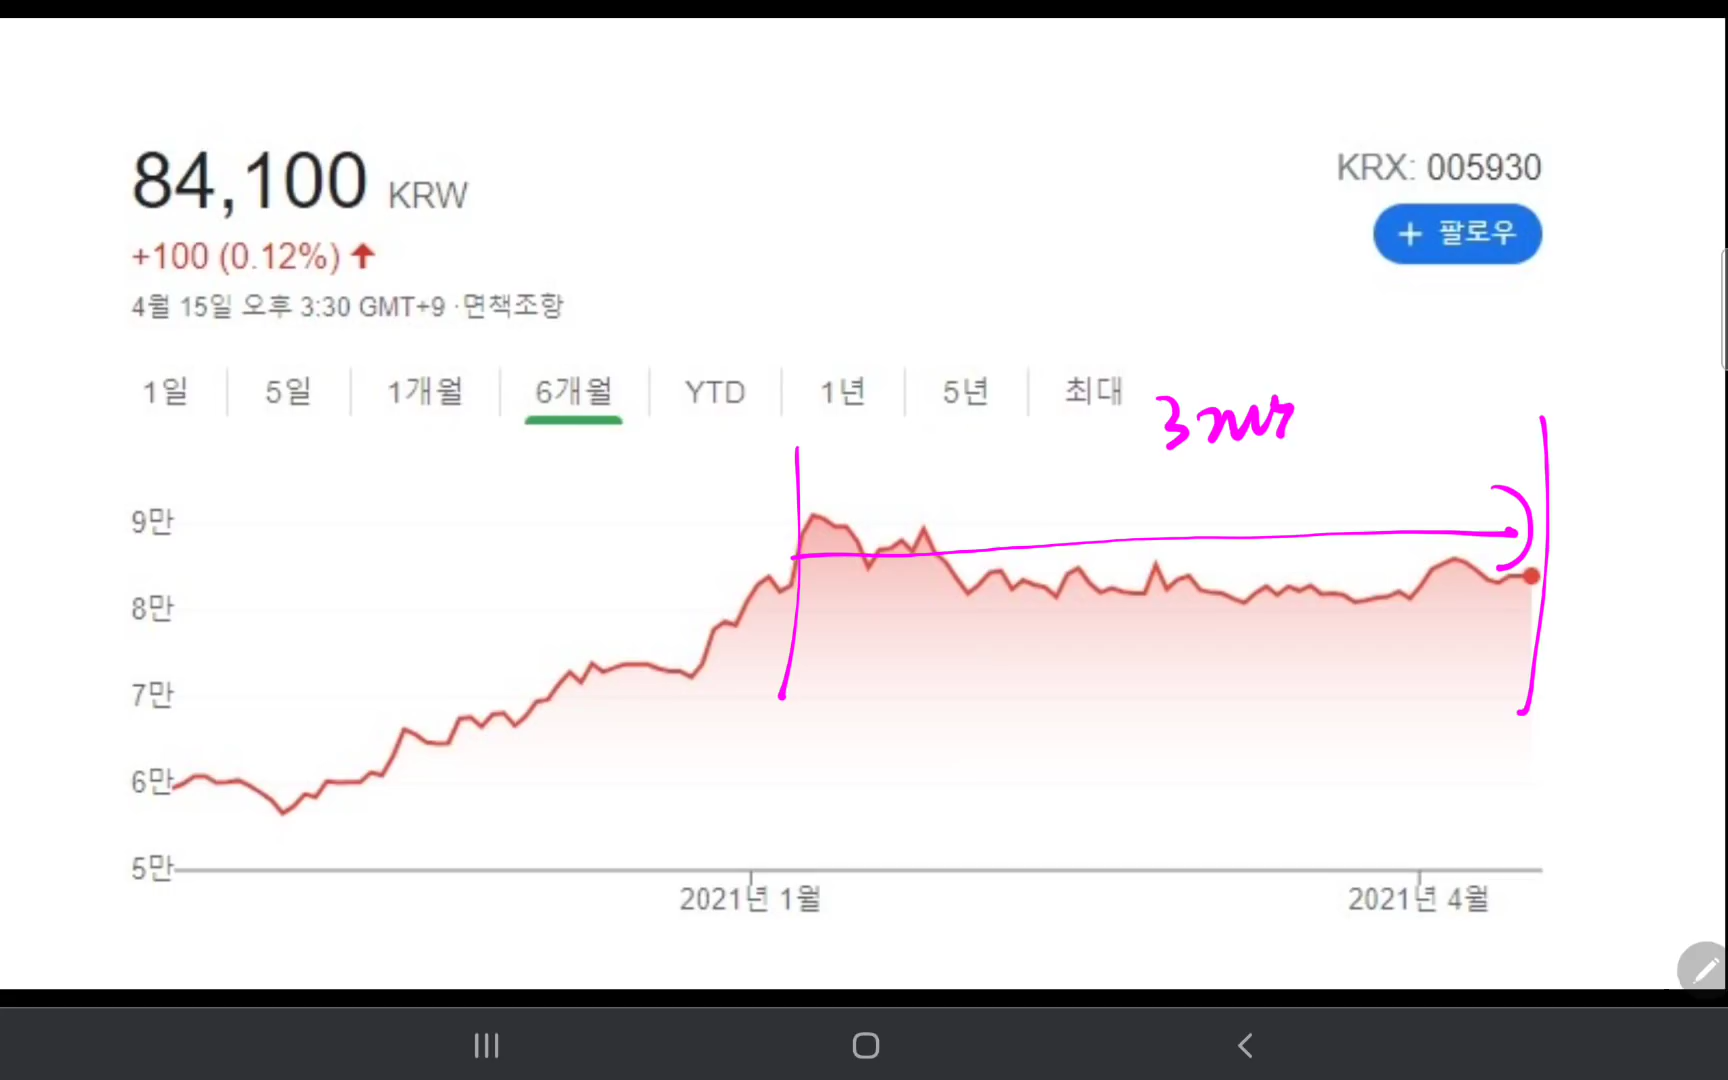 84,100 KRW
KRX: 005930
+100 (0.12%) ↑
+ 팔로우
4월 15일 오후 3:30 GMT+9 · 면책조항
1일 5일 1개월 6개월 YTD 1년 5년 최대
9만
8만
7만
6만
5만
2021년 1월 2021년 4월